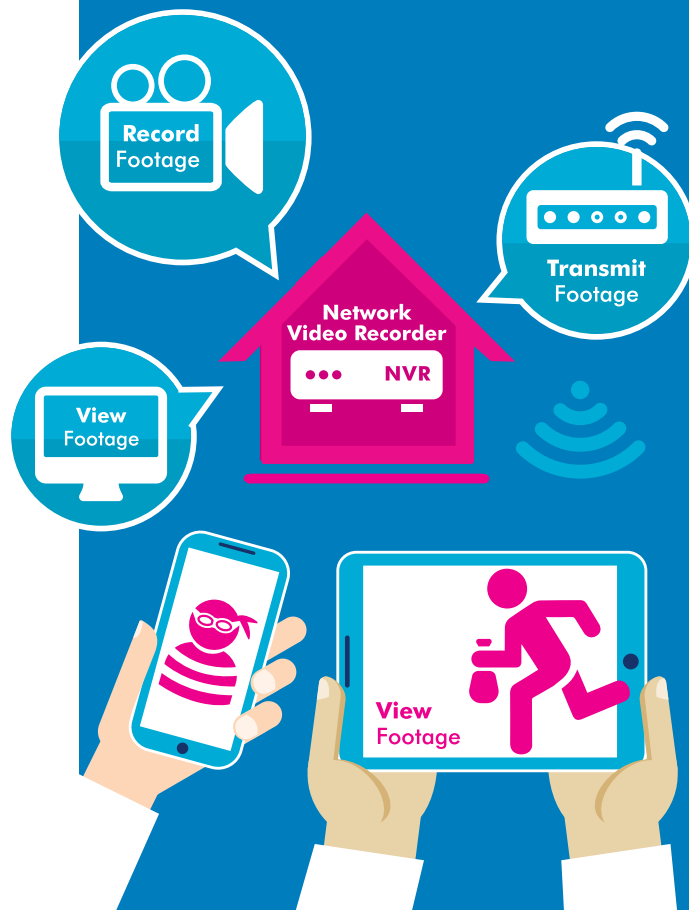 Record
Footage
Transmit
Footage
Network
Video Recorder
NVR
View
Footage
View
Footage